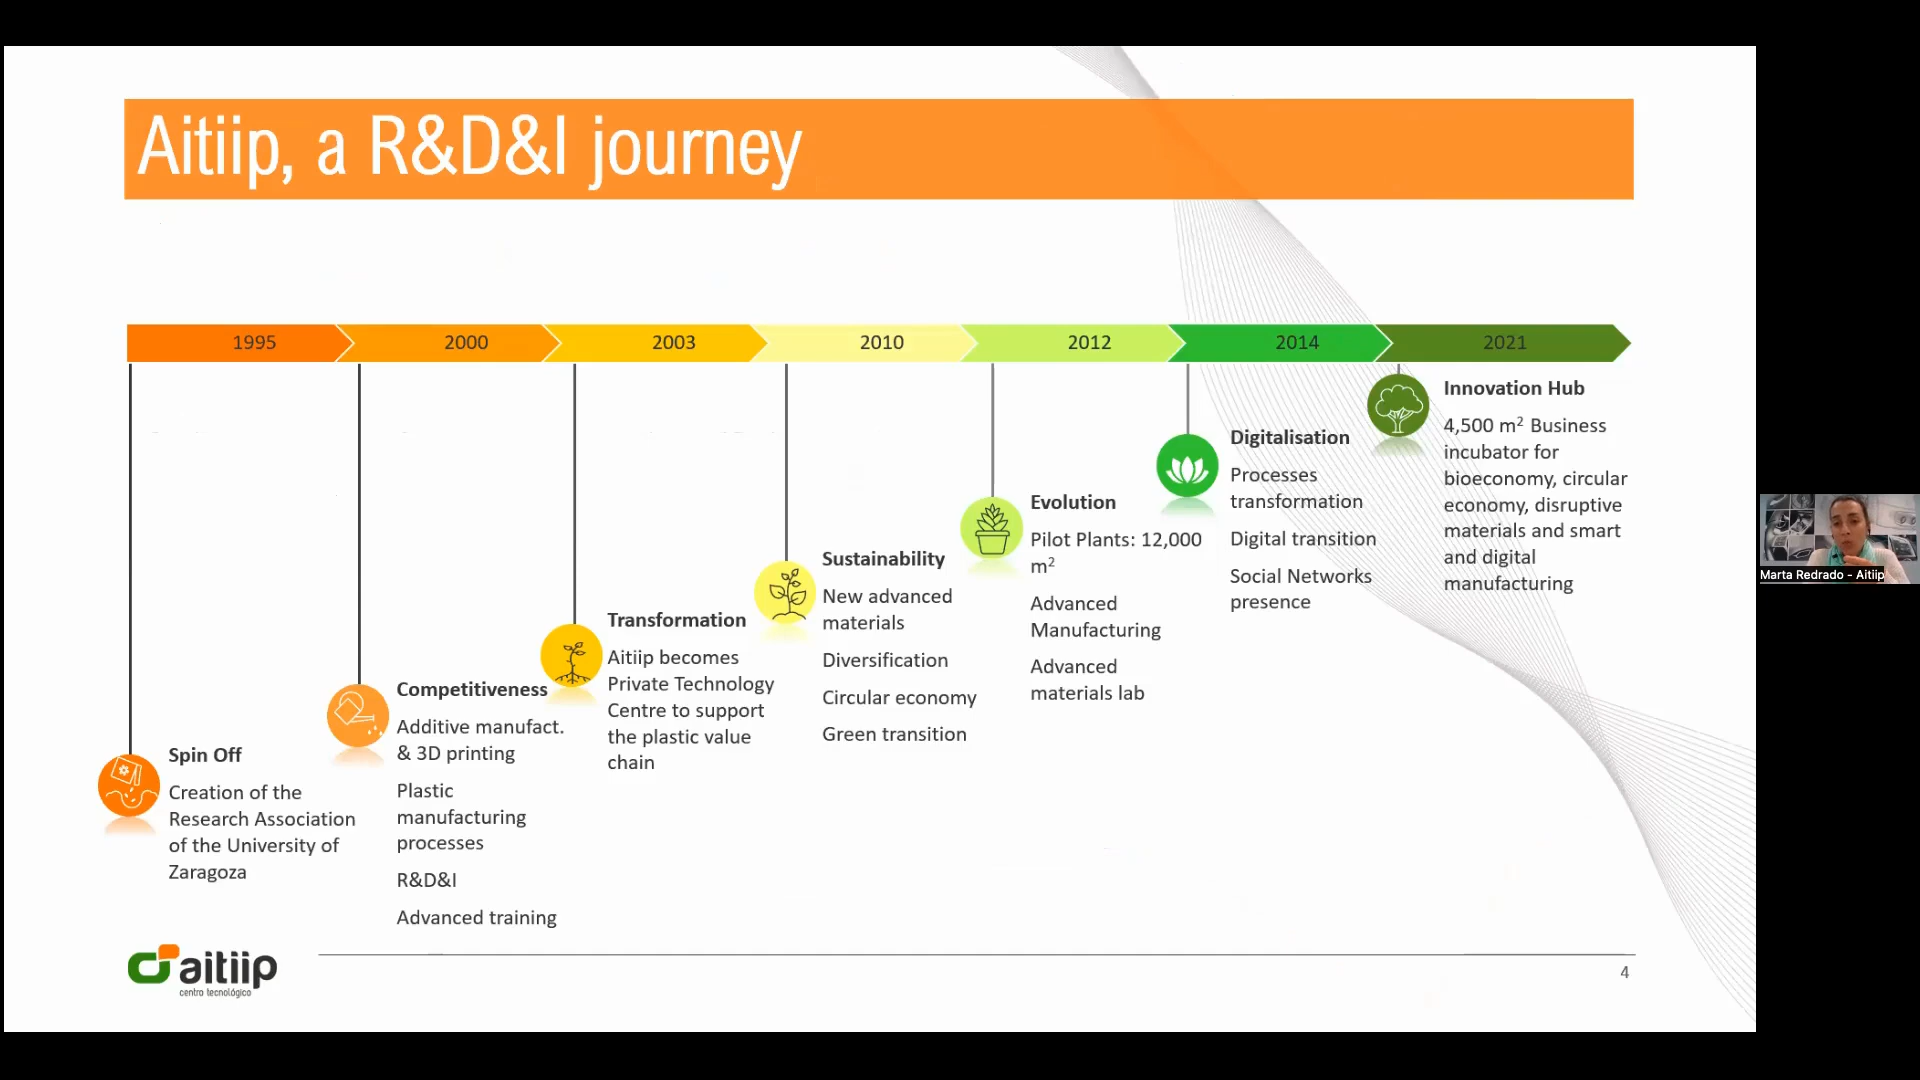 Aitiip, a R&D&I journey
1995
2000
2003
2010
2012
2014
2021
Spin Off
Creation of the
Research Association
of the University of
Zaragoza
Competitiveness
Additive manufact.
& 3D printing
Plastic
manufacturing
processes
R&D&I
Advanced training
Transformation
Aitiip becomes
Private Technology
Centre to support
the plastic value
chain
Sustainability
New advanced
materials
Diversification
Circular economy
Green transition
Evolution
Pilot Plants: 12,000
m²
Advanced
Manufacturing
Advanced
materials lab
Digitalisation
Processes
transformation
Digital transition
Social Networks
presence
Innovation Hub
4,500 m² Business
incubator for
bioeconomy, circular
economy, disruptive
materials and smart
and digital
manufacturing
Marta Redrado - Aitiip
aitiip
centro tecnológico
4